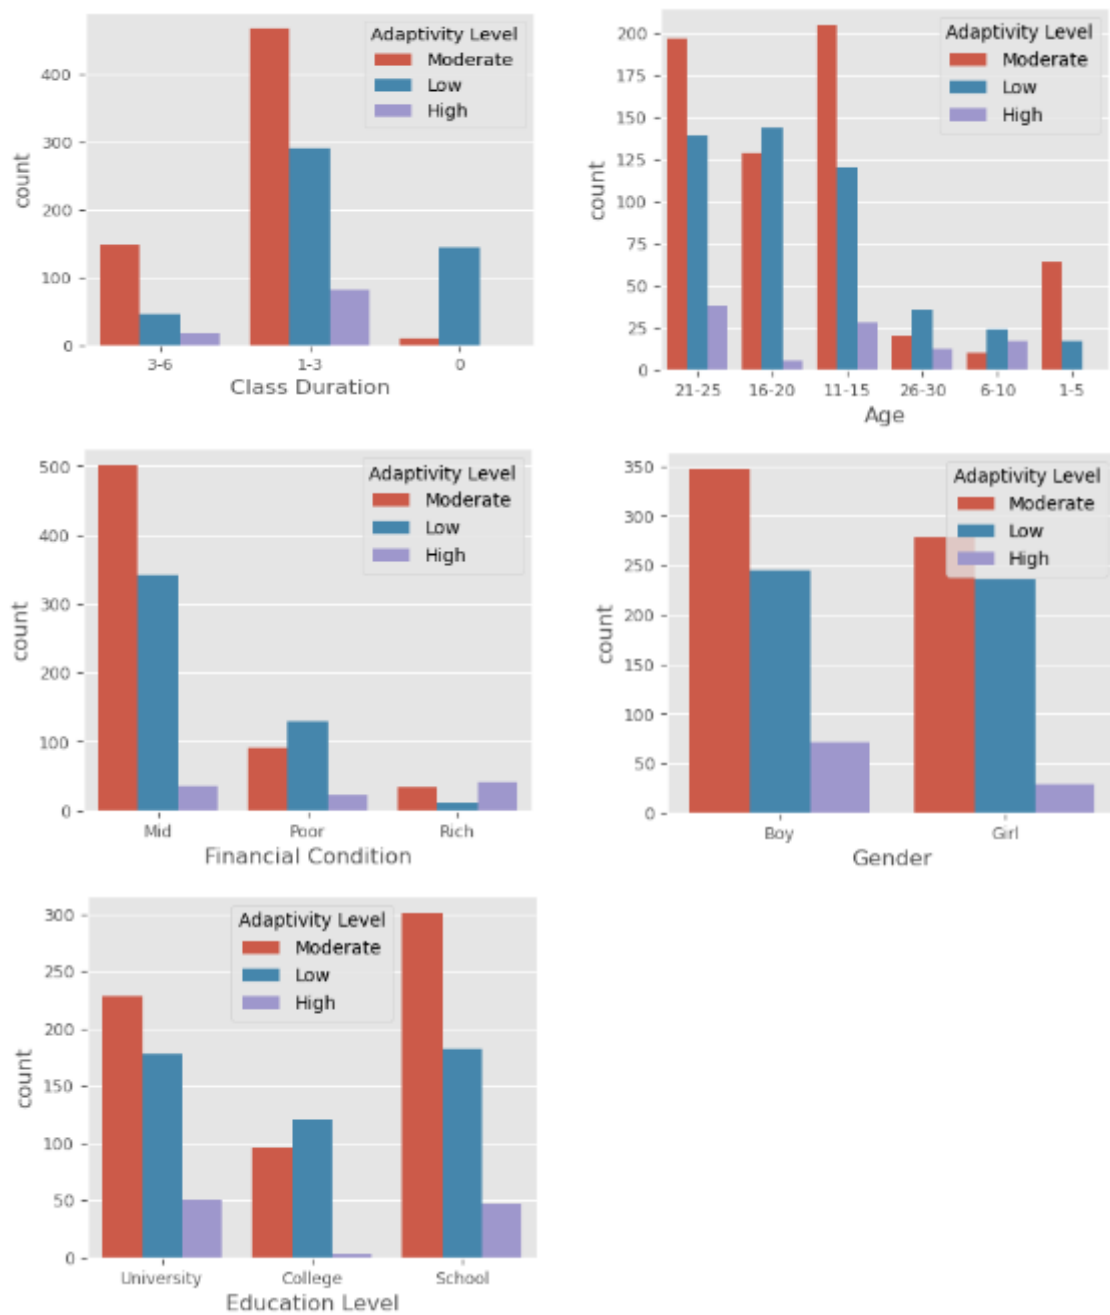 Adaptivity Level
Moderate
Low
High
400
300
200
100
0
count
3-6 1-3 0
Class Duration
Adaptivity Level
Moderate
Low
High
200
175
150
125
100
75
50
25
0
count
21-25 16-20 11-15 26-30 6-10 1-5
Age
Adaptivity Level
Moderate
Low
High
500
400
300
200
100
0
count
Mid Poor Rich
Financial Condition
Adaptivity Level
Moderate
Low
High
350
300
250
200
150
100
50
0
count
Boy Girl
Gender
Adaptivity Level
Moderate
Low
High
300
250
200
150
100
50
0
count
University College School
Education Level